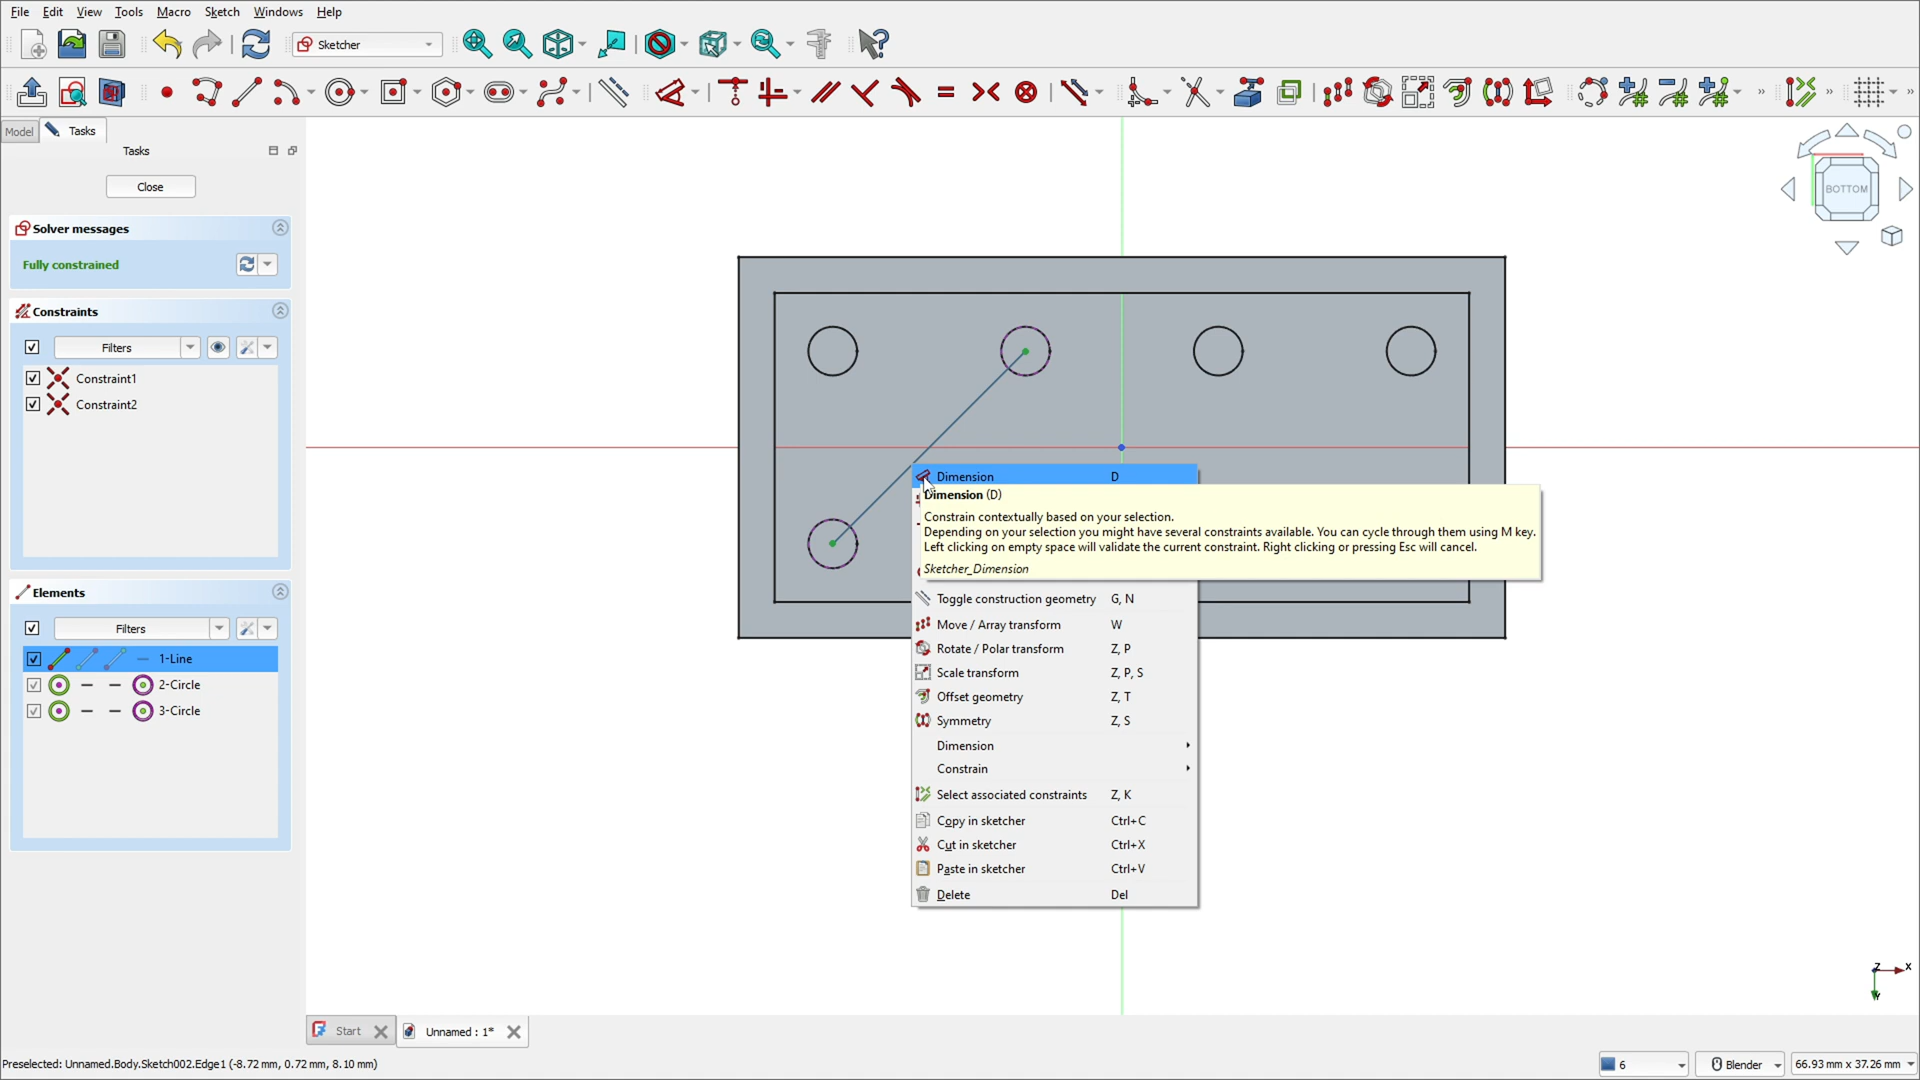 File Edit View Tools Macro Sketch Windows Help
Sketcher
Model Tasks
Tasks
Close
Solver messages
Fully constrained
Constraints
Filters
Constraint1
Constraint2
Elements
Filters
1-Line
2-Circle
3-Circle
BOTTOM
Dimension D
Dimension (D)
Constrain contextually based on your selection.
Depending on your selection you might have several constraints available. You can cycle through them using M key.
Left clicking on empty space will validate the current constraint. Right clicking or pressing Esc will cancel.
Sketcher_Dimension
Toggle construction geometry G, N
Move / Array transform W
Rotate / Polar transform Z, P
Scale transform Z, P, S
Offset geometry Z, T
Symmetry Z, S
Dimension
Constrain
Select associated constraints Z, K
Copy in sketcher Ctrl+C
Cut in sketcher Ctrl+X
Paste in sketcher Ctrl+V
Delete Del
Z X
Y
Start Unnamed : 1*
Preselected: Unnamed.Body.Sketch002.Edge1 (-8.72 mm, 0.72 mm, 8.10 mm)
6 Blender 66.93 mm x 37.26 mm